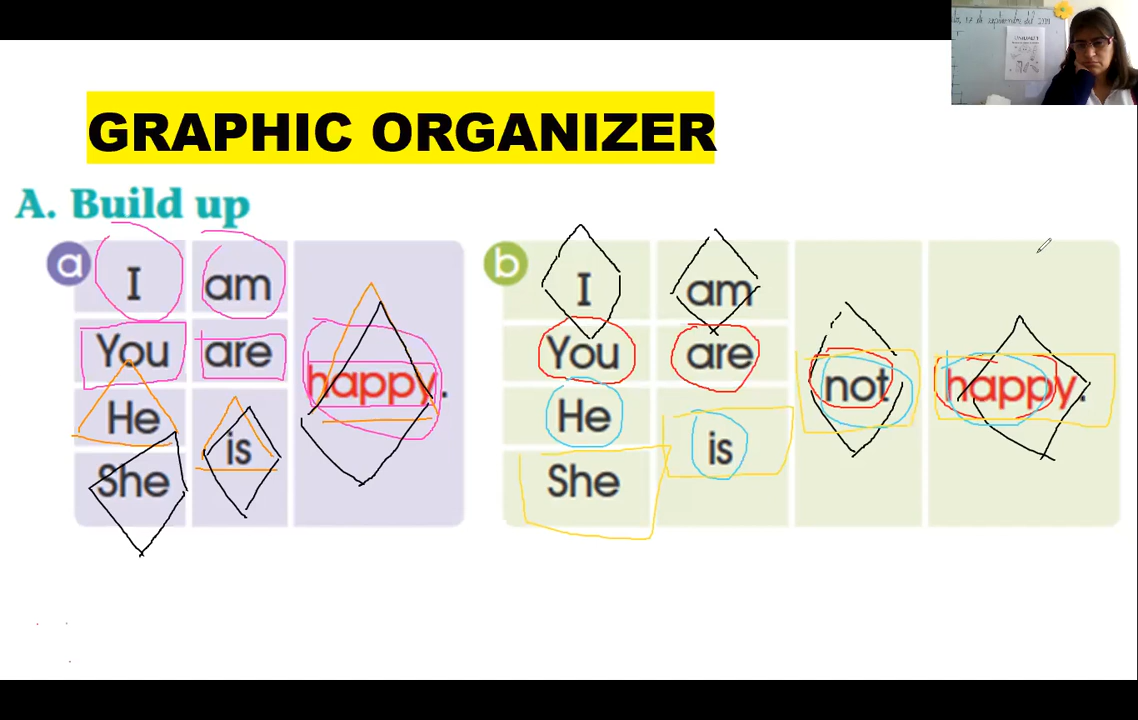 GRAPHIC ORGANIZER
A. Build up
a
I am
You are
happy.
He
is
She
b
I am
You are
not happy.
He
is
She